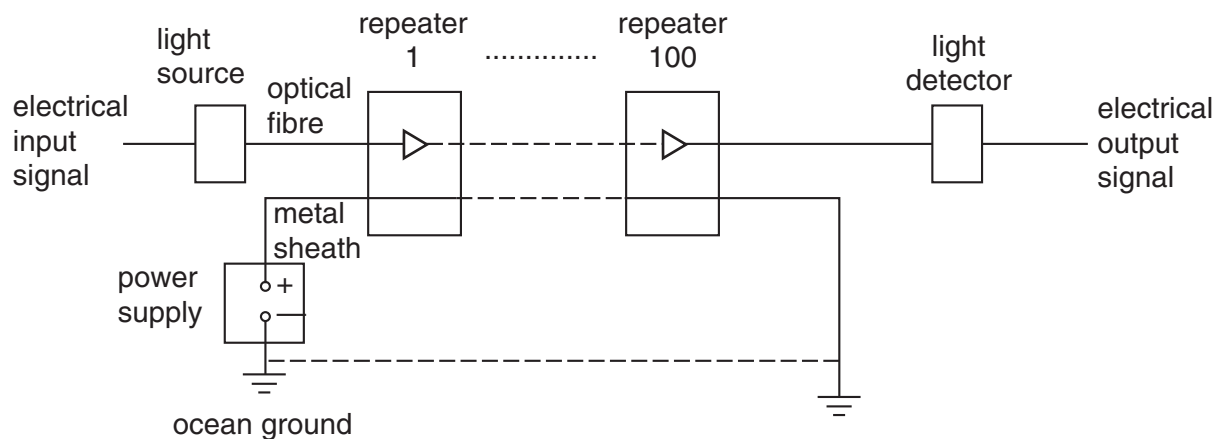 light
source
repeater
1
..............
repeater
100
light
detector
electrical
input
signal
optical
fibre
electrical
output
signal
metal
sheath
power
supply
+
–
ocean ground